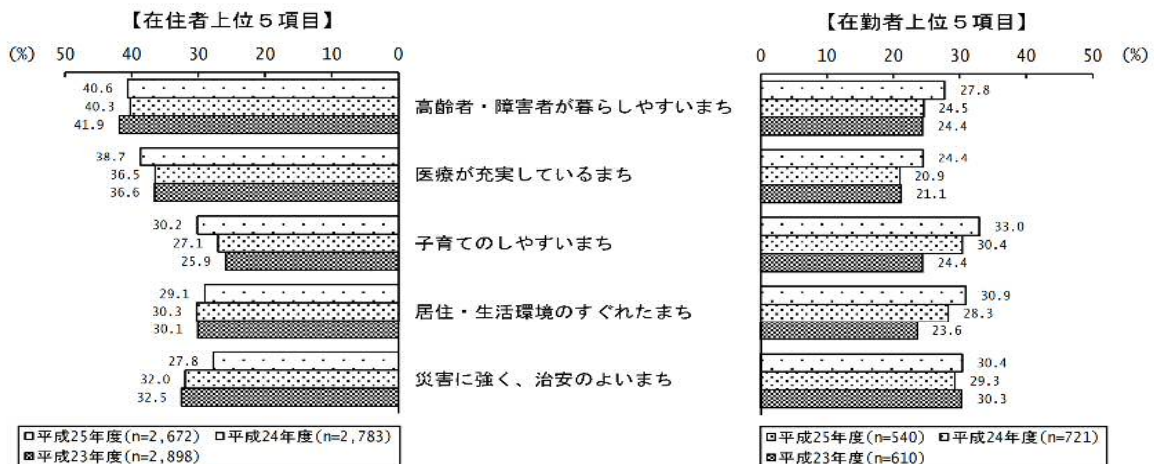 【在住者上位５項目】 【在勤者上位５項目】
(%) 50 40 30 20 10 0 0 10 20 30 40 50 (%)
40.6 27.8
40.3 高齢者・障害者が暮らしやすいまち 24.5
41.9 24.4
38.7 24.4
36.5 医療が充実しているまち 20.9
36.6 21.1
30.2 33.0
27.1 子育てのしやすいまち 30.4
25.9 24.4
29.1 30.9
30.3 居住・生活環境のすぐれたまち 28.3
30.1 23.6
27.8 30.4
32.0 災害に強く、治安のよいまち 29.3
32.5 30.3
平成25年度(n=2,672) 平成24年度(n=2,783) 平成25年度(n=540) 平成24年度(n=721)
平成23年度(n=2,898) 平成23年度(n=610)